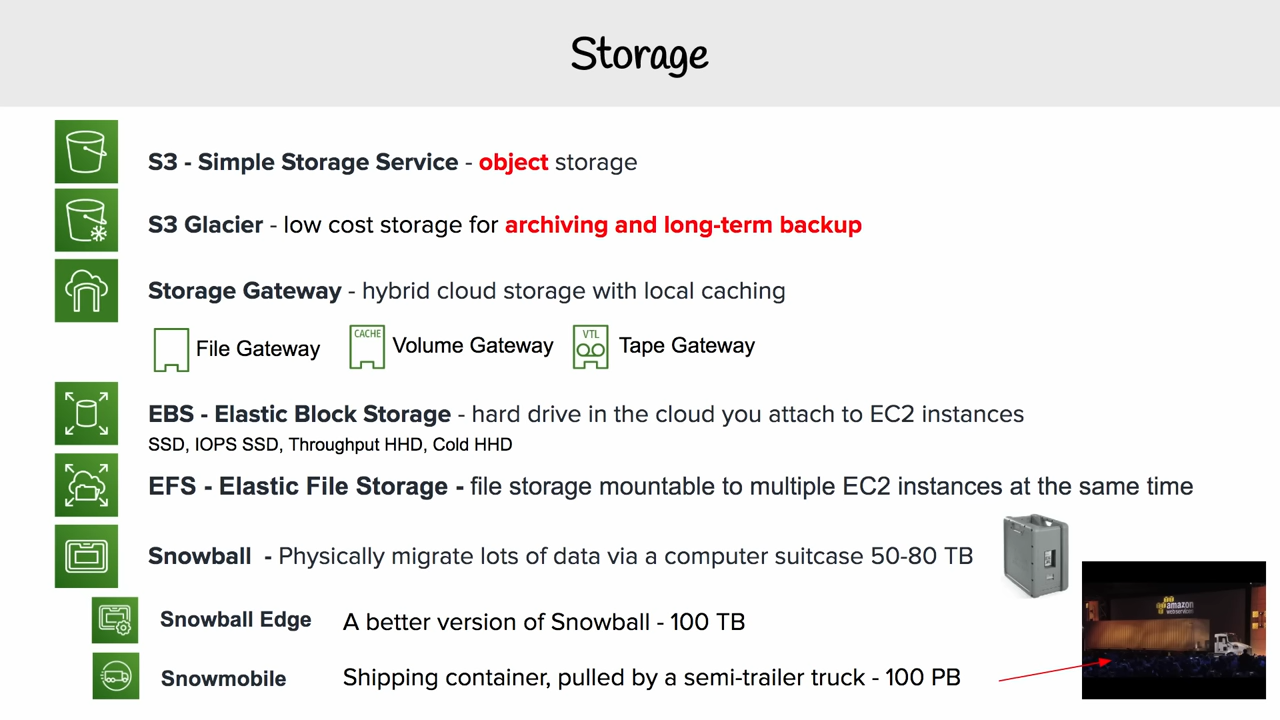 Storage
S3 - Simple Storage Service - object storage
S3 Glacier - low cost storage for archiving and long-term backup
Storage Gateway - hybrid cloud storage with local caching
File Gateway
CACHE
Volume Gateway
VTL
Tape Gateway
EBS - Elastic Block Storage - hard drive in the cloud you attach to EC2 instances
SSD, IOPS SSD, Throughput HHD, Cold HHD
EFS - Elastic File Storage - file storage mountable to multiple EC2 instances at the same time
Snowball - Physically migrate lots of data via a computer suitcase 50-80 TB
Snowball Edge A better version of Snowball - 100 TB
Snowmobile Shipping container, pulled by a semi-trailer truck - 100 PB
amazon
webservices